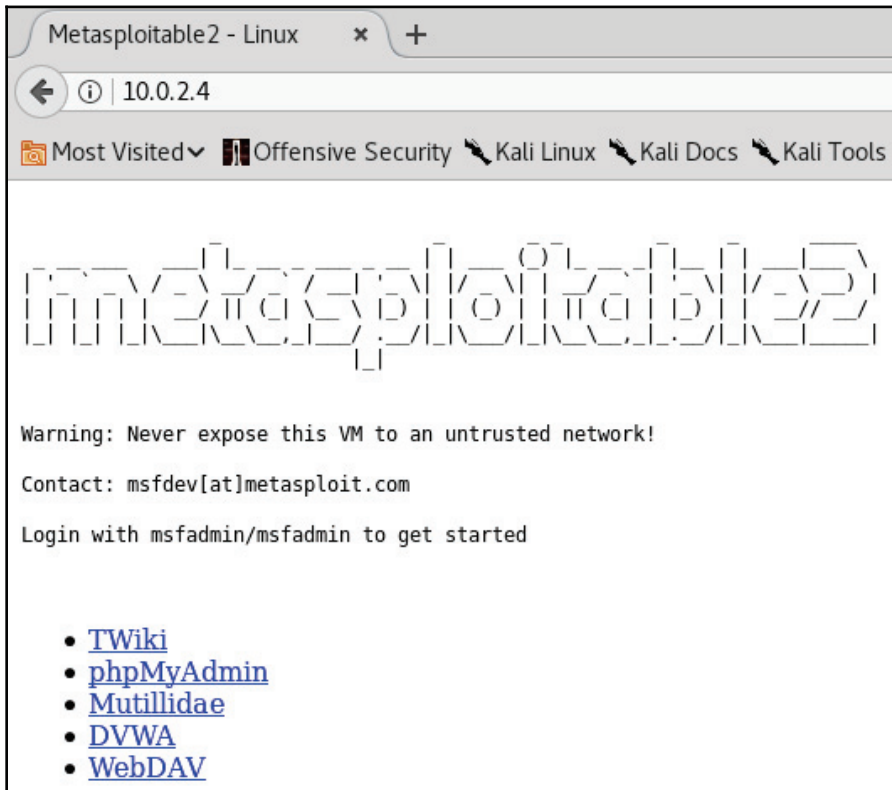 Metasploitable2 - Linux × +
10.0.2.4
Most Visited Offensive Security Kali Linux Kali Docs Kali Tools
metasploitable2
Warning: Never expose this VM to an untrusted network!
Contact: msfdev[at]metasploit.com
Login with msfadmin/msfadmin to get started
• TWiki
• phpMyAdmin
• Mutillidae
• DVWA
• WebDAV